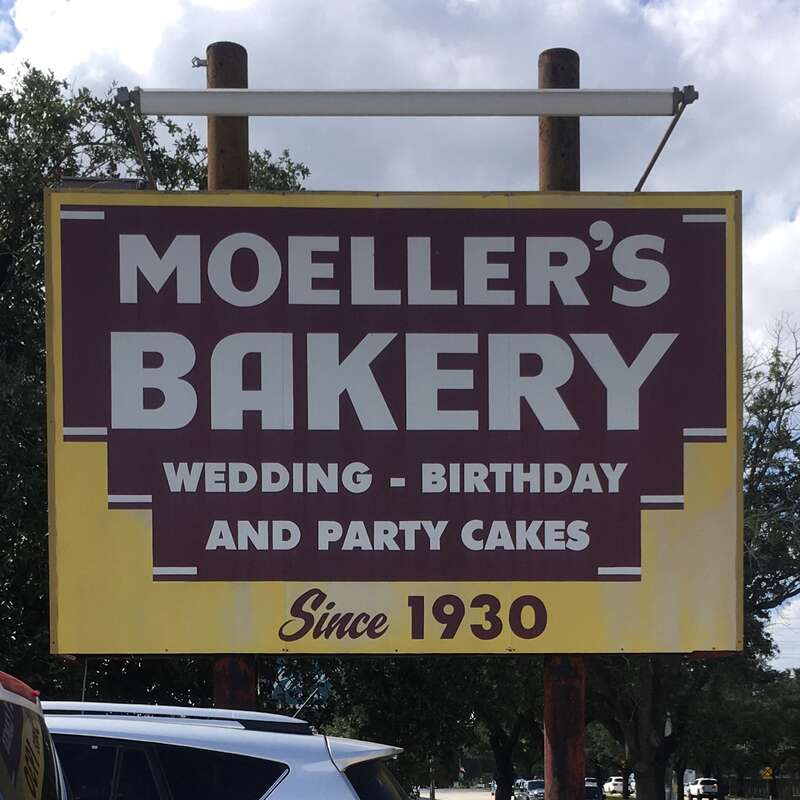 MOELLER'S
BAKERY
WEDDING - BIRTHDAY
AND PARTY CAKES
Since 1930